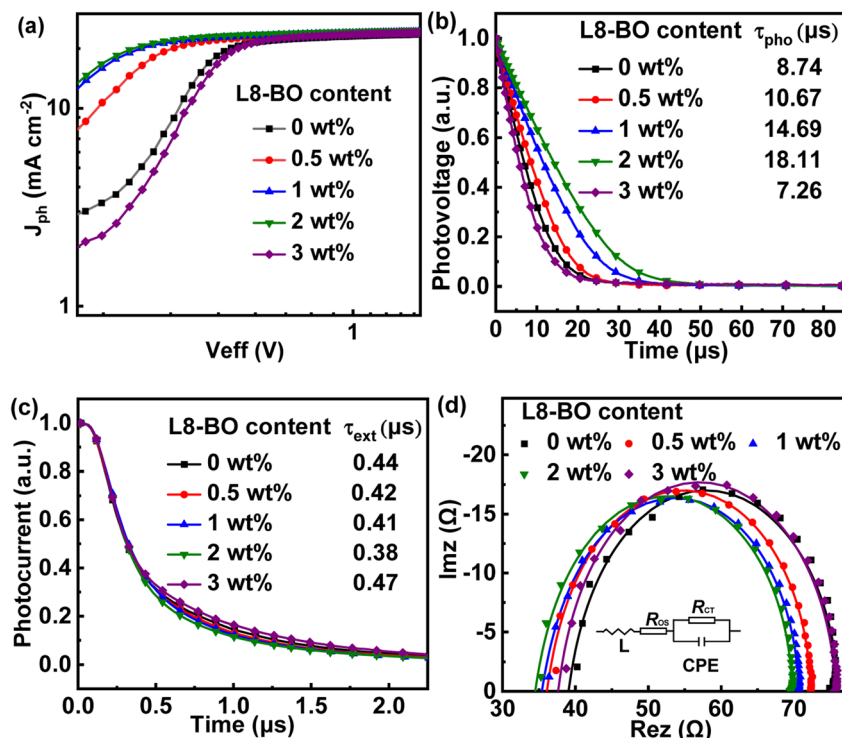 (a)
10
1
J_ph (mA cm⁻²)
L8-BO content
0 wt%
0.5 wt%
1 wt%
2 wt%
3 wt%
1
Veff (V)
(b)
1.0
0.8
0.6
0.4
0.2
0.0
Photovoltage (a.u.)
L8-BO content τ_pho (μs)
0 wt% 8.74
0.5 wt% 10.67
1 wt% 14.69
2 wt% 18.11
3 wt% 7.26
0 10 20 30 40 50 60 70 80
Time (μs)
(c)
1.0
0.8
0.6
0.4
0.2
0.0
Photocurrent (a.u.)
L8-BO content τ_ext (μs)
0 wt% 0.44
0.5 wt% 0.42
1 wt% 0.41
2 wt% 0.38
3 wt% 0.47
0.0 0.5 1.0 1.5 2.0
Time (μs)
(d)
L8-BO content
0 wt% 0.5 wt% 1 wt%
2 wt% 3 wt%
-20
-15
-10
-5
0
Imz (Ω)
L R_OS R_CT
CPE
30 40 50 60 70
Rez (Ω)